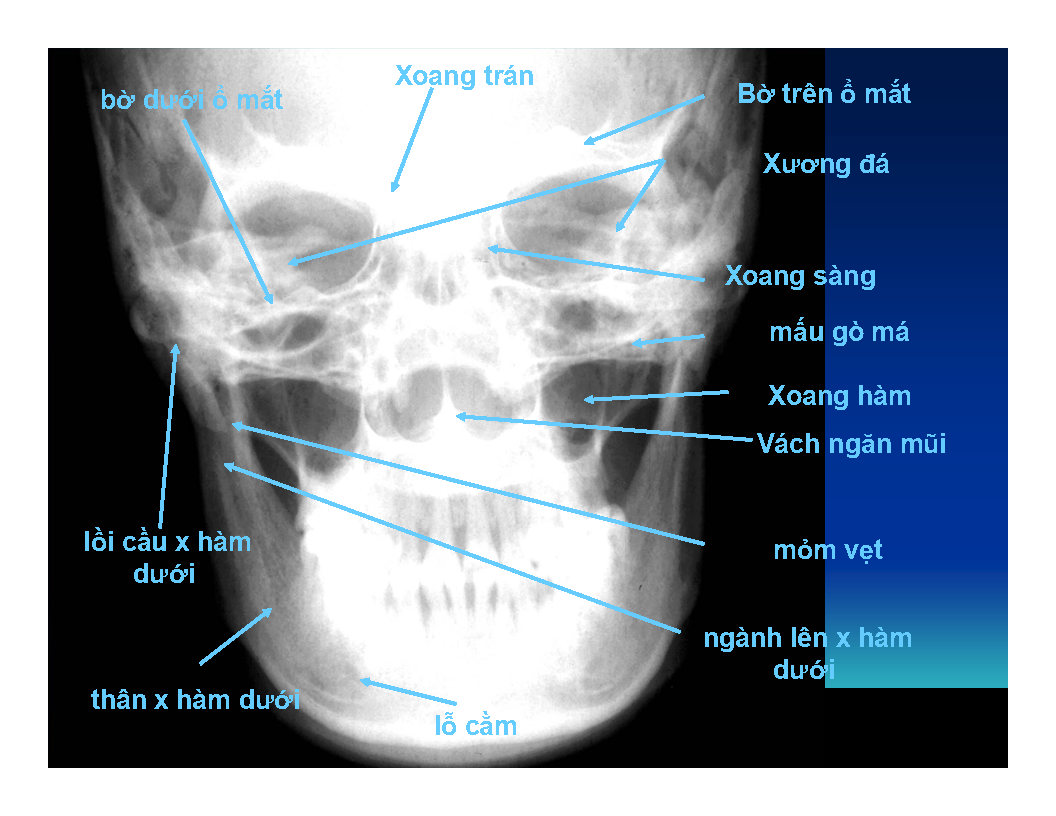 Xoang trán
bờ dưới ổ mắt
Bờ trên ổ mắt
Xương đá
Xoang sàng
mấu gò má
Xoang hàm
Vách ngăn mũi
lồi cầu x hàm
dưới
mỏm vẹt
ngành lên x hàm
dưới
thân x hàm dưới
lỗ cằm